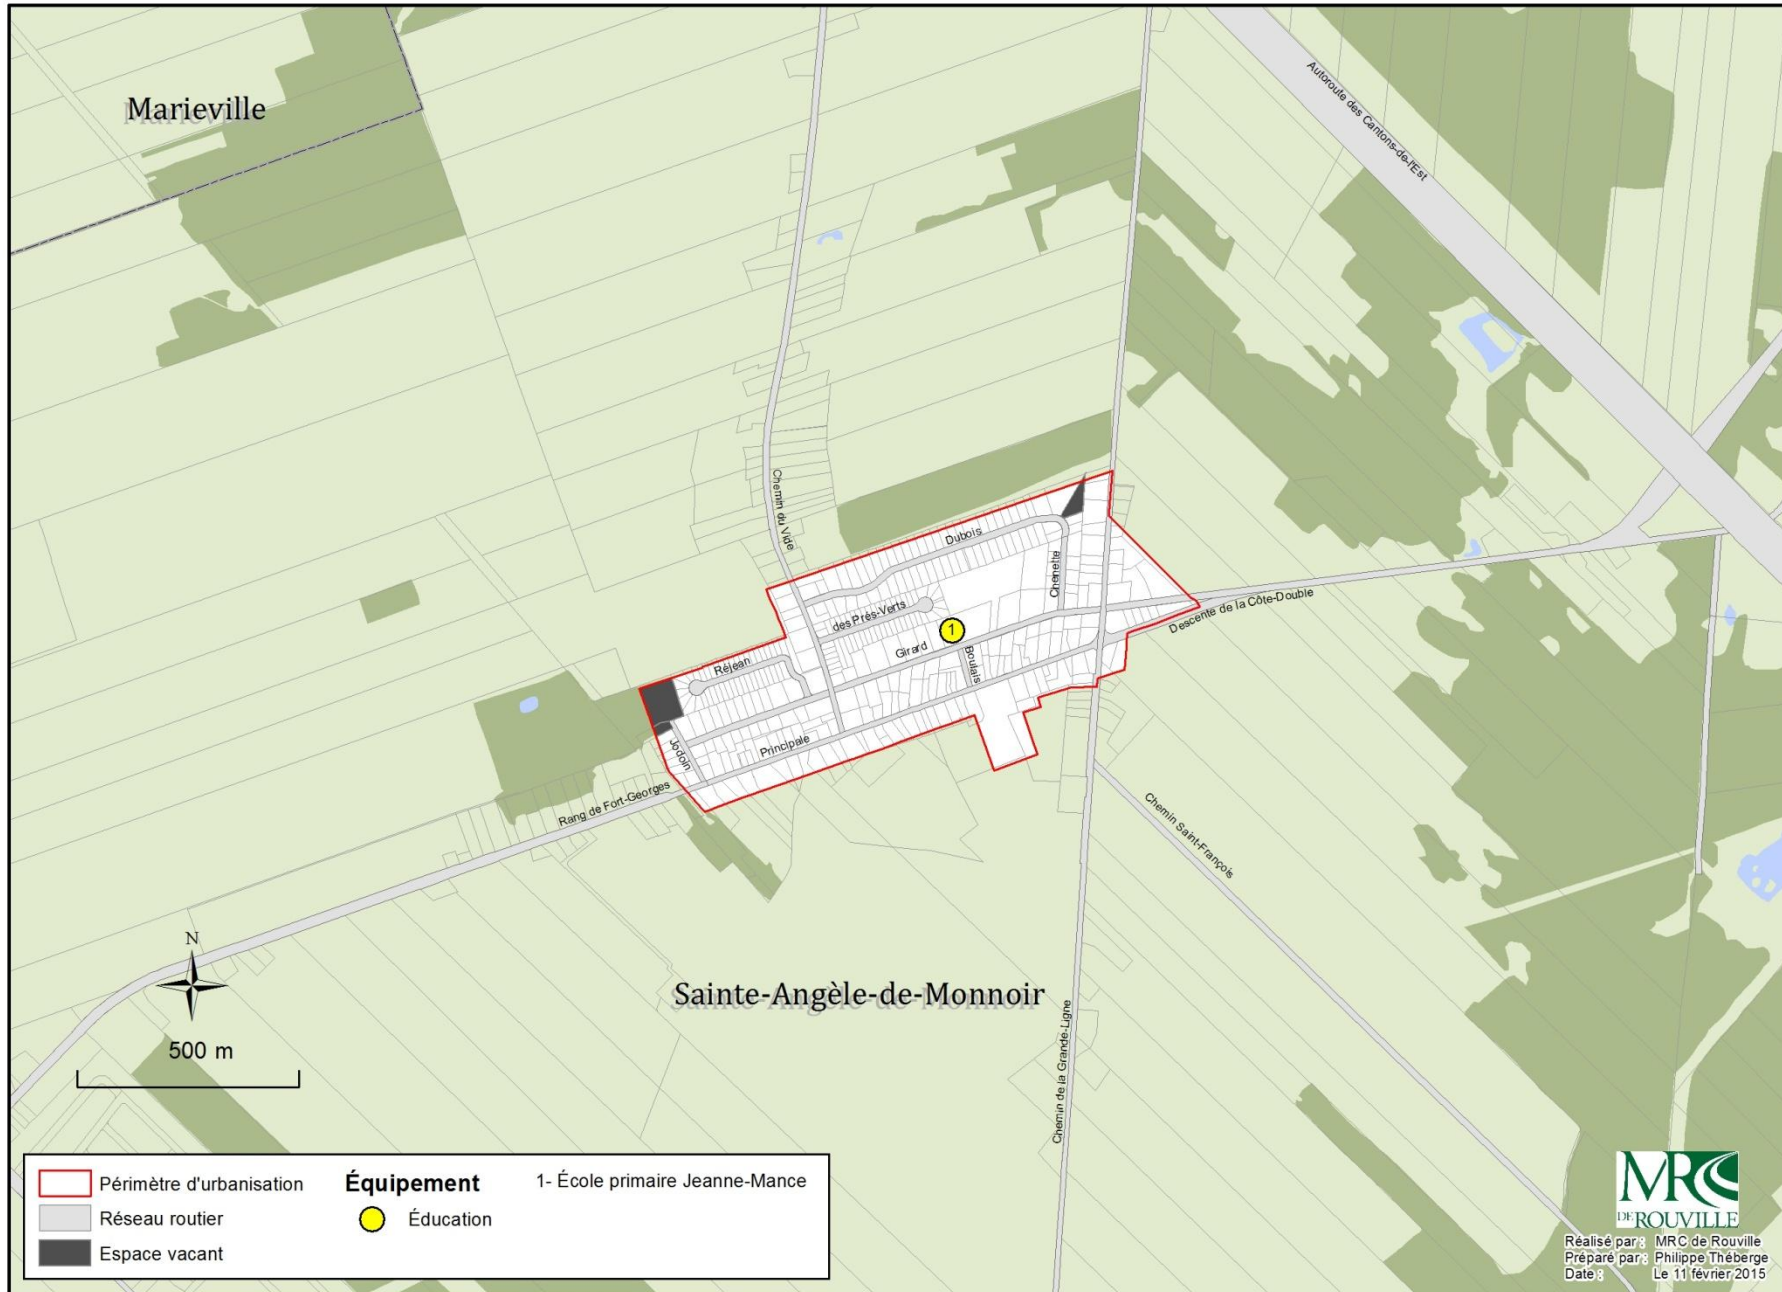 Marieville
Autoroute des Cantons-de-l'Est
Chemin du Vide
Dubois
Chenette
des Prés-Verts
1
Girard
Boulais
Descente de la Côte-Double
Réjean
Jodoin
Principale
Rang de Fort-Georges
Chemin Saint-François
N
500 m
Sainte-Angèle-de-Monnoir
Chemin de la Grande-Ligne
Périmètre d'urbanisation
Réseau routier
Espace vacant
Équipement
Éducation
1- École primaire Jeanne-Mance
MRC
DE ROUVILLE
Réalisé par : MRC de Rouville
Préparé par : Philippe Théberge
Date : Le 11 février 2015